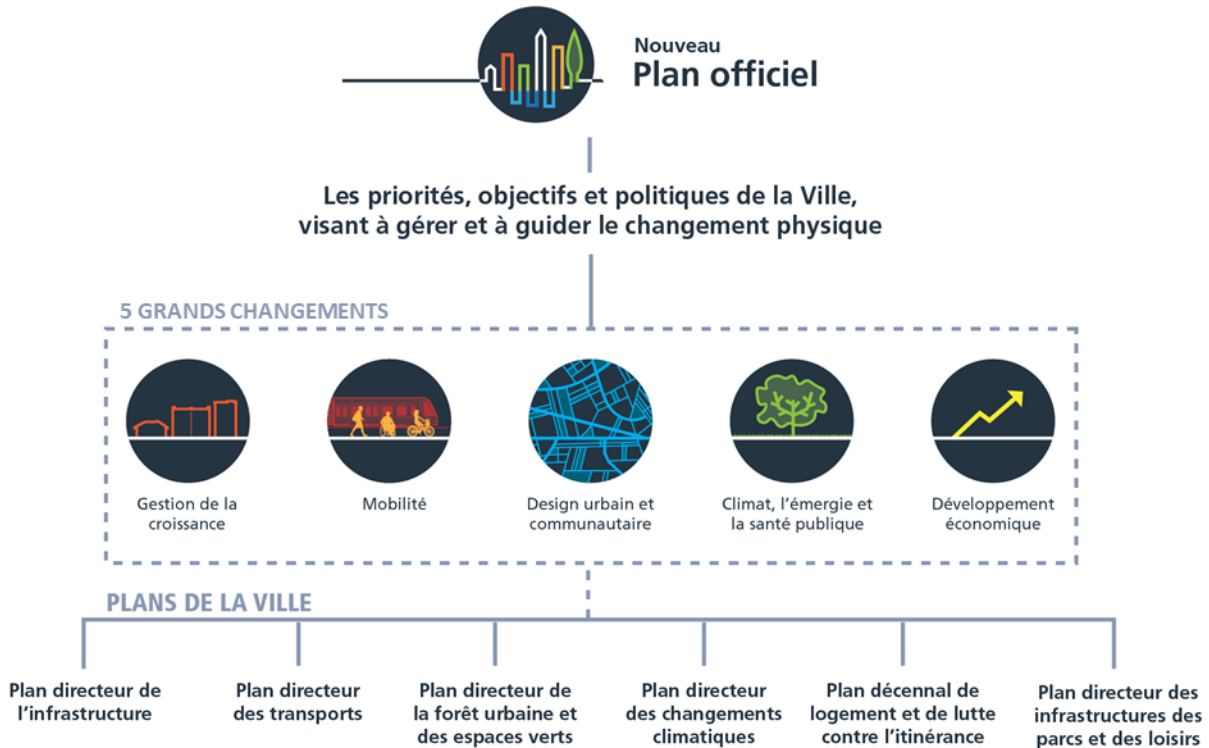 Nouveau
Plan officiel
Les priorités, objectifs et politiques de la Ville,
visant à gérer et à guider le changement physique
5 GRANDS CHANGEMENTS
Gestion de la
croissance
Mobilité
Design urbain et
communautaire
Climat, l'émergie et
la santé publique
Développement
économique
PLANS DE LA VILLE
Plan directeur de
l'infrastructure
Plan directeur
des transports
Plan directeur de
la forêt urbaine et
des espaces verts
Plan directeur
des changements
climatiques
Plan décennal de
logement et de lutte
contre l'itinérance
Plan directeur des
infrastructures des
parcs et des loisirs